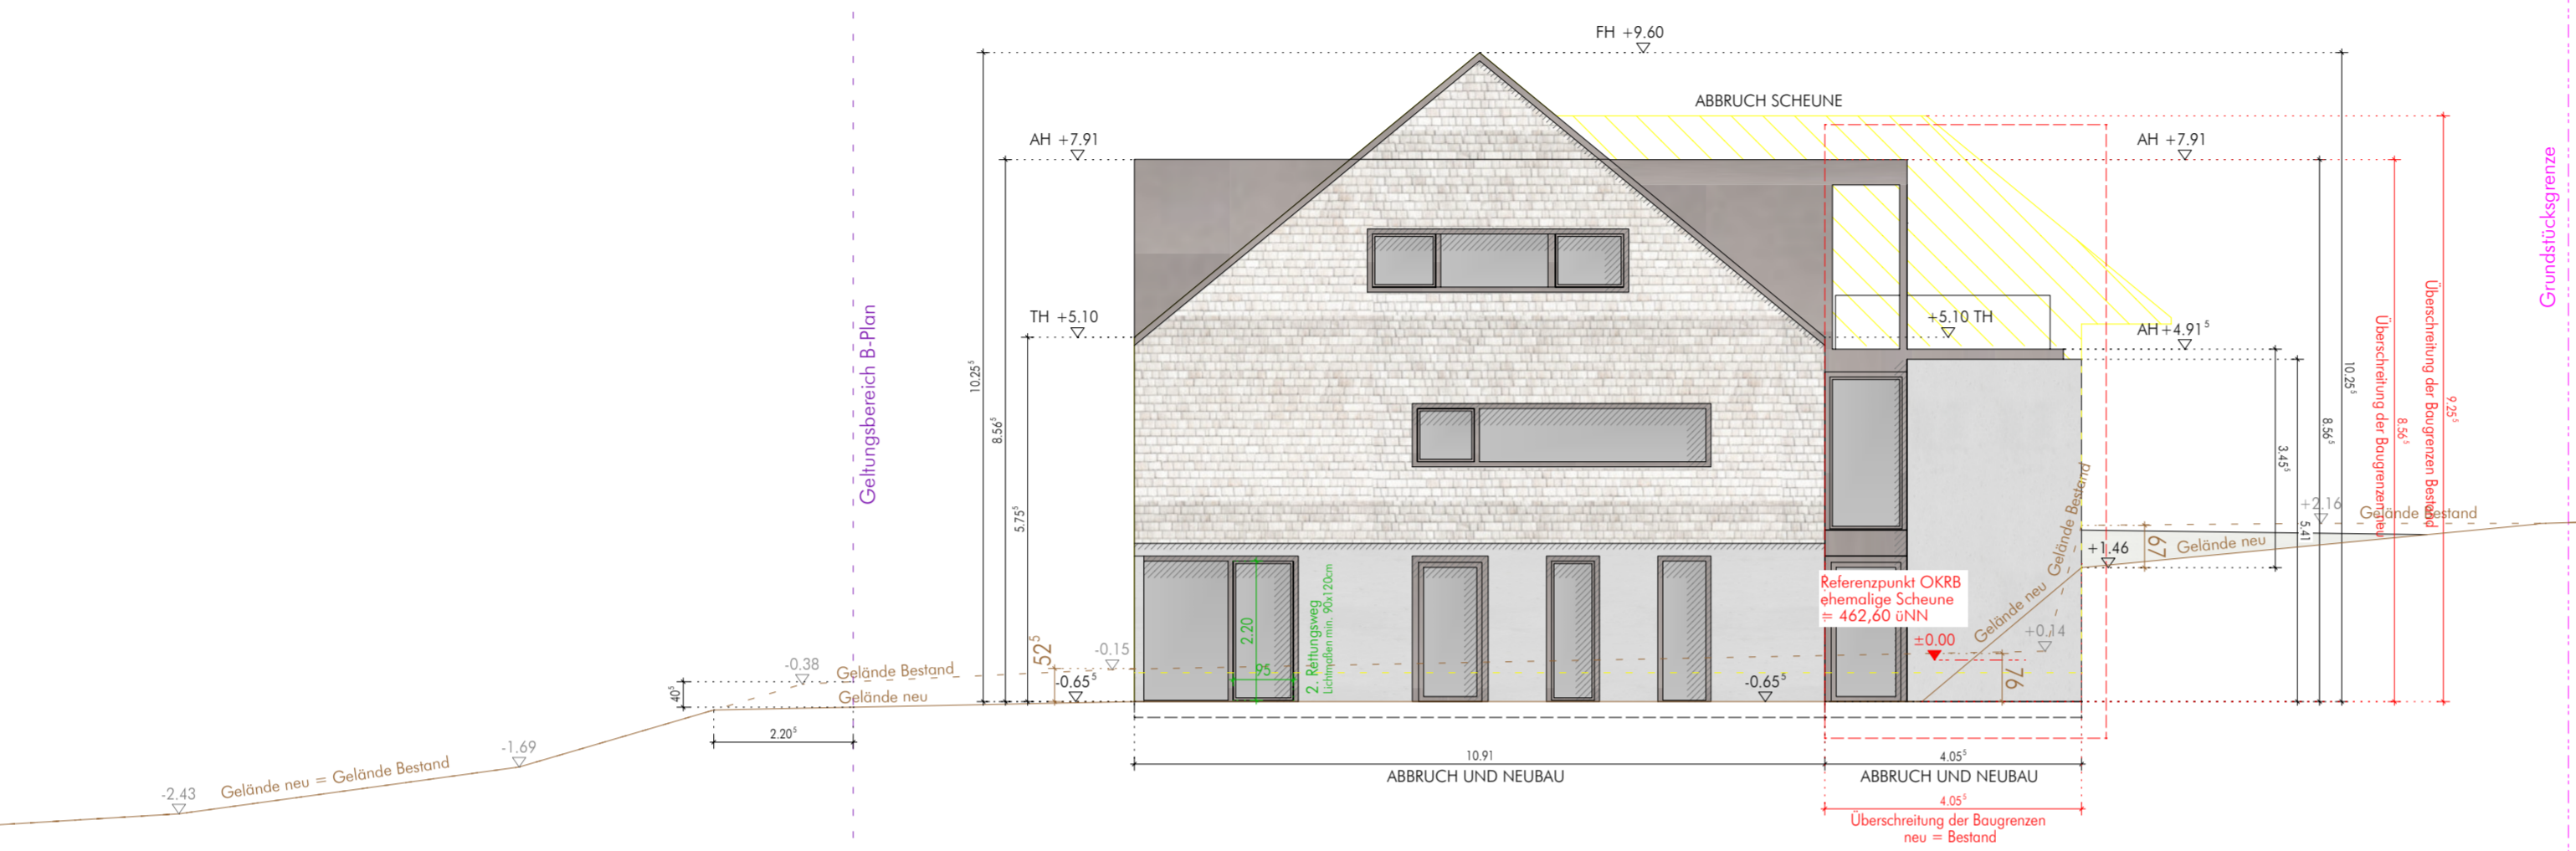 FH +9.60
ABBRUCH SCHEUNE
AH +7.91
AH +7.91
Grundstücksgrenze
TH +5.10
+5.10 TH
AH+4.91⁵
Geltungsbereich B-Plan
10.25⁵
8.56⁵
5.75⁵
10.25⁵
8.56⁵
3.45⁵
5.41
Überschreitung der Baugrenzen neu
8.56⁵
Überschreitung der Baugrenzen Bestand
9.25⁵
+2.16
Gelände Bestand
+1.46
67
Gelände neu
Gelände neu
Gelände Bestand
Referenzpunkt OKRB
ehemalige Scheune
= 462,60 üNN
±0.00
+0.14
76
2.20
95
2. Rettungsweg
Lichtmaßen min. 90x120cm
52⁵
-0.15
-0.38
Gelände Bestand
Gelände neu
-0.65⁵
-0.65⁵
40⁵
2.20⁵
-1.69
Gelände neu = Gelände Bestand
-2.43
10.91
ABBRUCH UND NEUBAU
4.05⁵
ABBRUCH UND NEUBAU
4.05⁵
Überschreitung der Baugrenzen
neu = Bestand